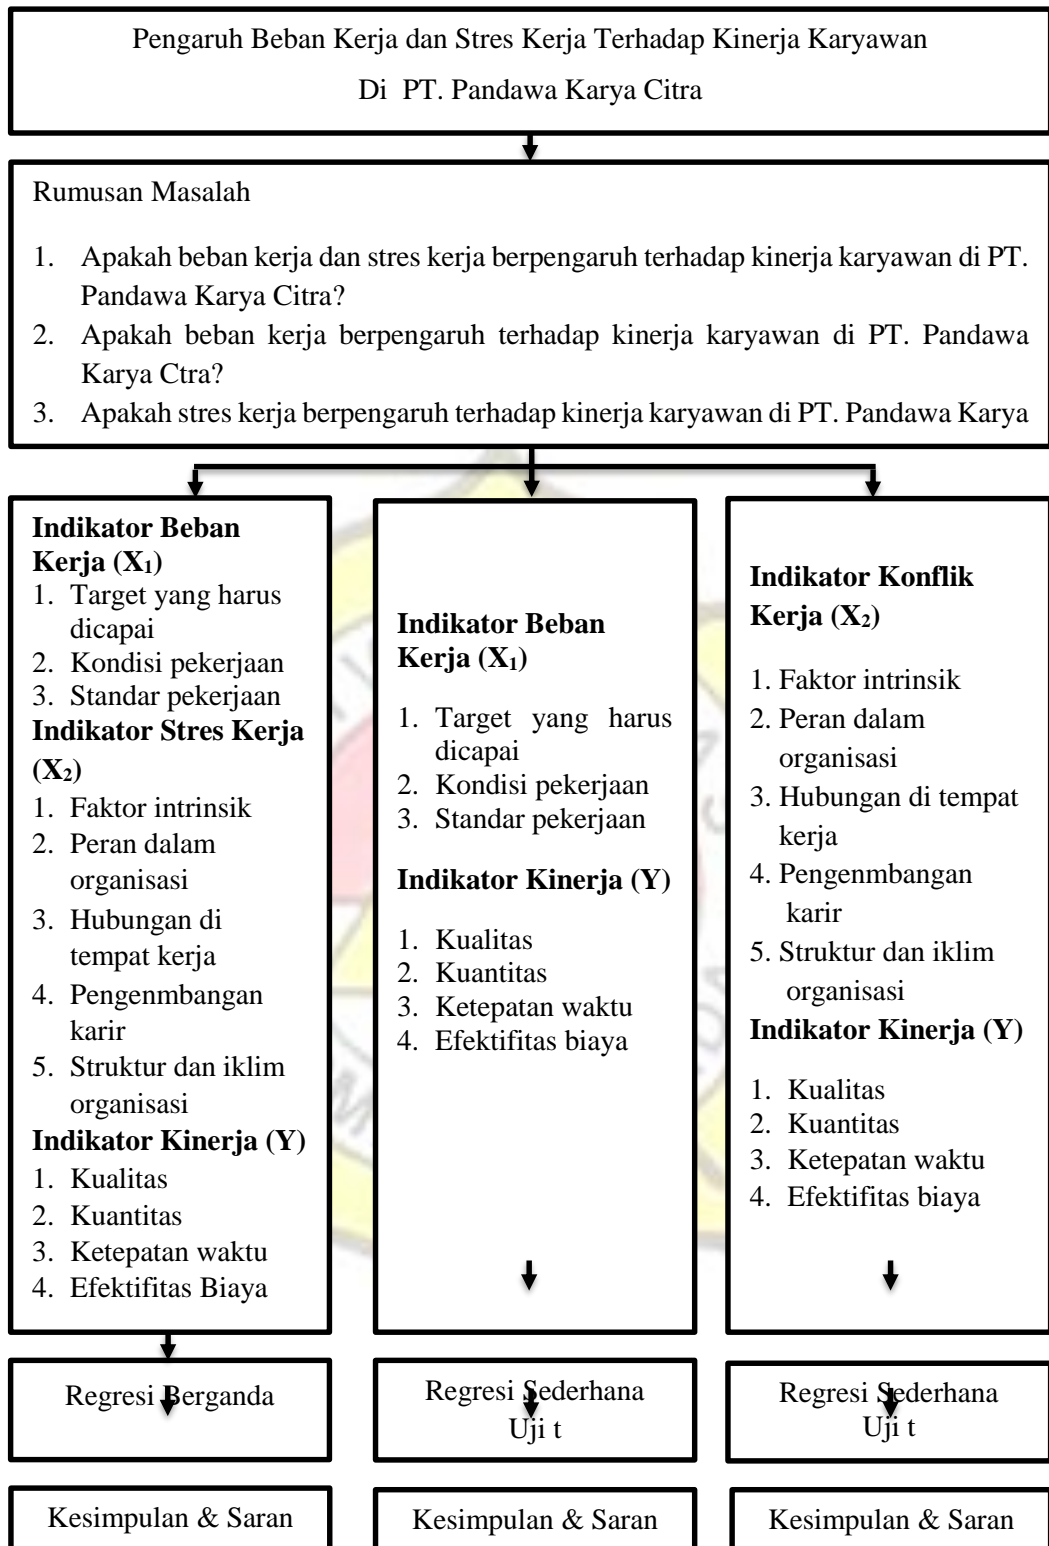 Pengaruh Beban Kerja dan Stres Kerja Terhadap Kinerja Karyawan
Di PT. Pandawa Karya Citra
Rumusan Masalah
1. Apakah beban kerja dan stres kerja berpengaruh terhadap kinerja karyawan di PT.
Pandawa Karya Citra?
2. Apakah beban kerja berpengaruh terhadap kinerja karyawan di PT. Pandawa
Karya Ctra?
3. Apakah stres kerja berpengaruh terhadap kinerja karyawan di PT. Pandawa Karya
Indikator Beban
Kerja (X₁)
1. Target yang harus
dicapai
2. Kondisi pekerjaan
3. Standar pekerjaan
Indikator Stres Kerja
(X₂)
1. Faktor intrinsik
2. Peran dalam
organisasi
3. Hubungan di
tempat kerja
4. Pengenmbangan
karir
5. Struktur dan iklim
organisasi
Indikator Kinerja (Y)
1. Kualitas
2. Kuantitas
3. Ketepatan waktu
4. Efektifitas Biaya
Indikator Beban
Kerja (X₁)
1. Target yang harus
dicapai
2. Kondisi pekerjaan
3. Standar pekerjaan
Indikator Kinerja (Y)
1. Kualitas
2. Kuantitas
3. Ketepatan waktu
4. Efektifitas biaya
Indikator Konflik
Kerja (X₂)
1. Faktor intrinsik
2. Peran dalam
organisasi
3. Hubungan di tempat
kerja
4. Pengenmbangan
karir
5. Struktur dan iklim
organisasi
Indikator Kinerja (Y)
1. Kualitas
2. Kuantitas
3. Ketepatan waktu
4. Efektifitas biaya
Regresi Berganda
Regresi Sederhana
Uji t
Regresi Sederhana
Uji t
Kesimpulan & Saran
Kesimpulan & Saran
Kesimpulan & Saran